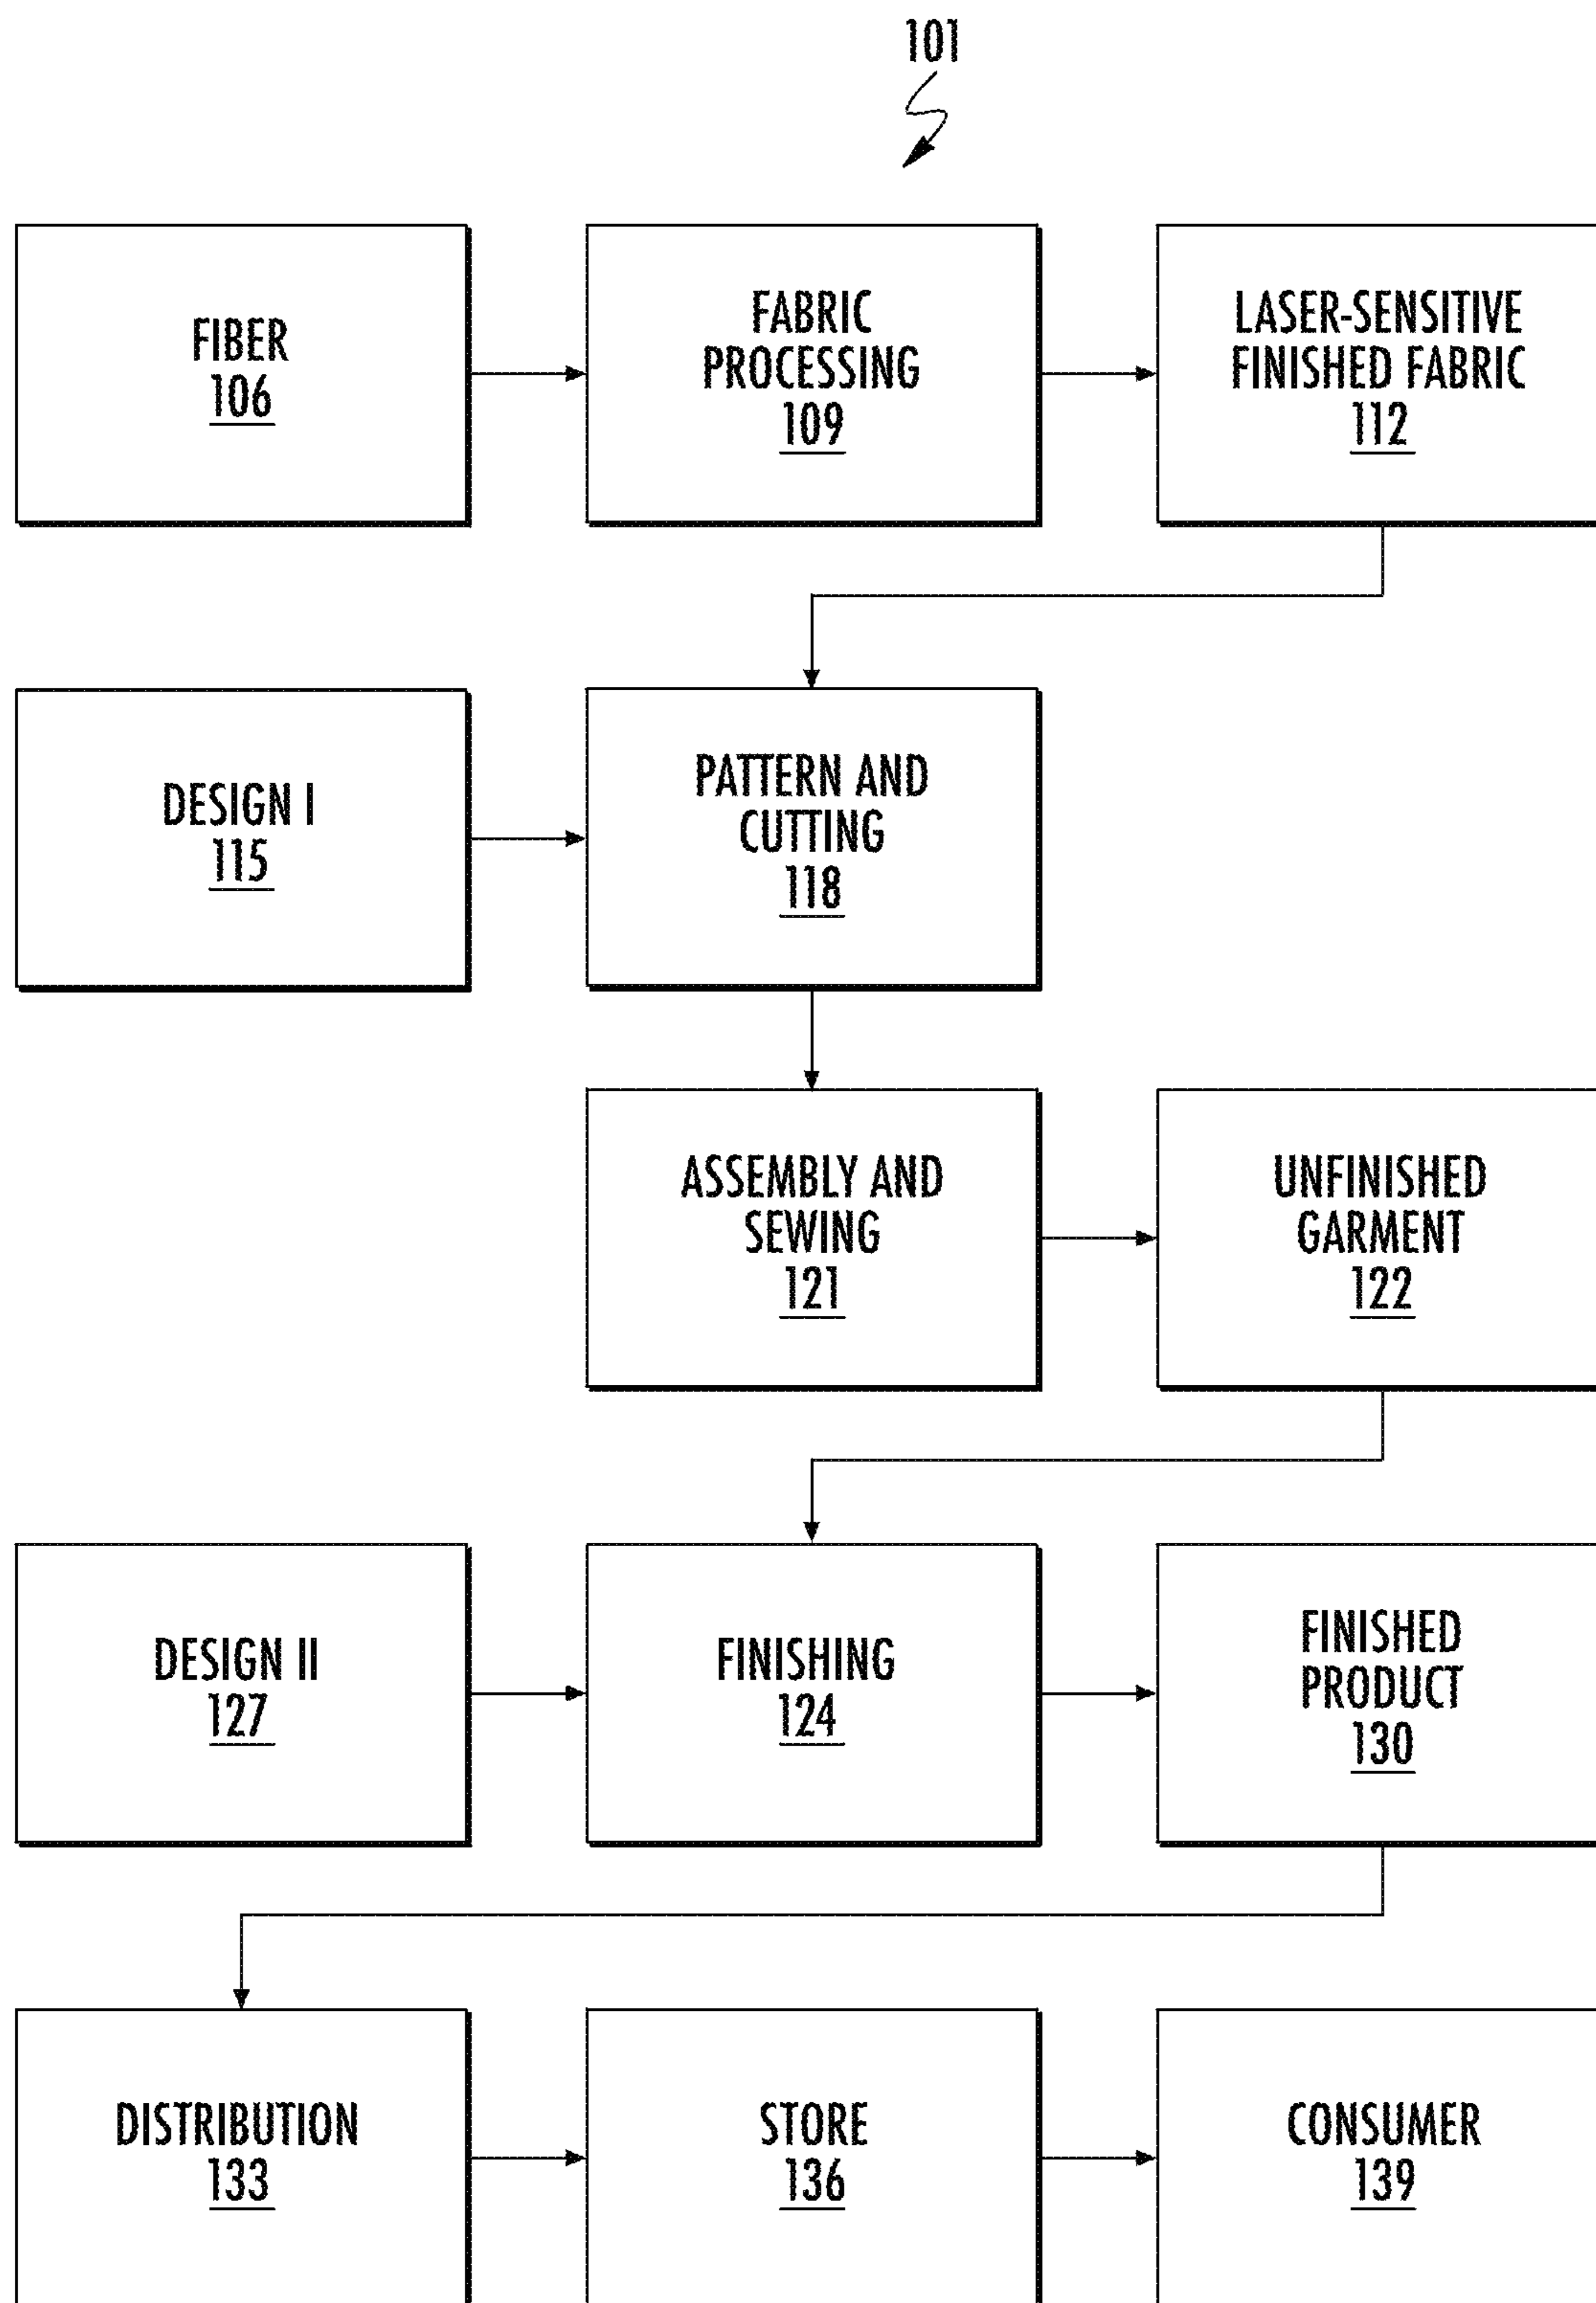 101
FIBER
106
FABRIC
PROCESSING
109
LASER-SENSITIVE
FINISHED FABRIC
112
DESIGN I
115
PATTERN AND
CUTTING
118
ASSEMBLY AND
SEWING
121
UNFINISHED
GARMENT
122
DESIGN II
127
FINISHING
124
FINISHED
PRODUCT
130
DISTRIBUTION
133
STORE
136
CONSUMER
139